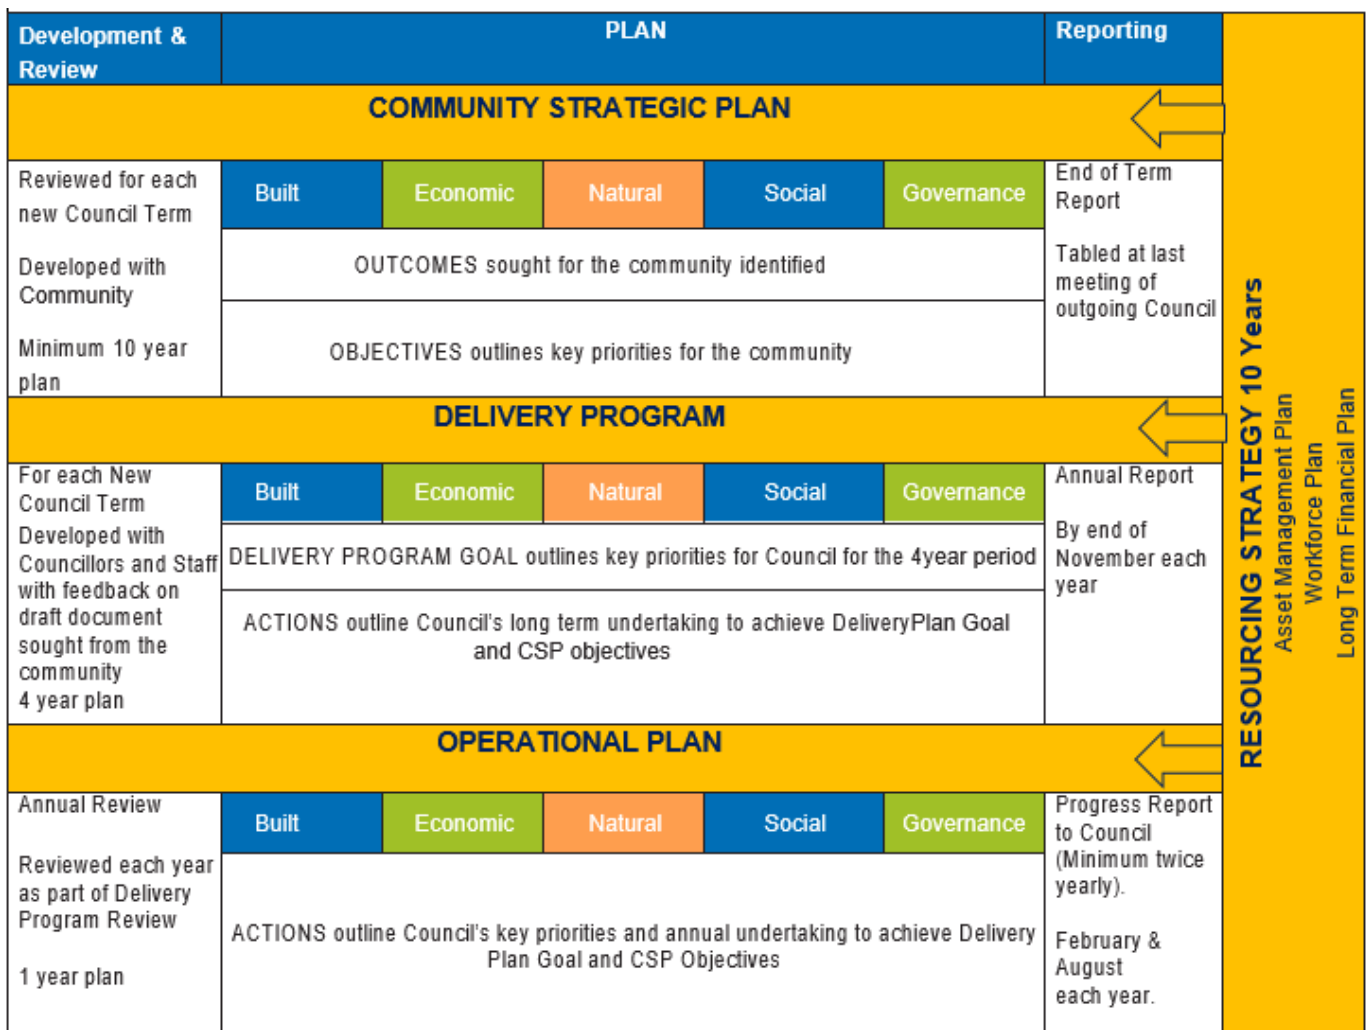 Development &
Review
PLAN
Reporting
COMMUNITY STRATEGIC PLAN
Reviewed for each
new Council Term
Developed with
Community
Minimum 10 year
plan
Built
Economic
Natural
Social
Governance
OUTCOMES sought for the community identified
OBJECTIVES outlines key priorities for the community
End of Term
Report
Tabled at last
meeting of
outgoing Council
DELIVERY PROGRAM
For each New
Council Term
Developed with
Councillors and Staff
with feedback on
draft document
sought from the
community
4 year plan
Built
Economic
Natural
Social
Governance
DELIVERY PROGRAM GOAL outlines key priorities for Council for the 4year period
ACTIONS outline Council's long term undertaking to achieve DeliveryPlan Goal
and CSP objectives
Annual Report
By end of
November each
year
OPERATIONAL PLAN
Annual Review
Reviewed each year
as part of Delivery
Program Review
1 year plan
Built
Economic
Natural
Social
Governance
ACTIONS outline Council's key priorities and annual undertaking to achieve Delivery
Plan Goal and CSP Objectives
Progress Report
to Council
(Minimum twice
yearly).
February &
August
each year.
RESOURCING STRATEGY 10 Years
Asset Management Plan
Workforce Plan
Long Term Financial Plan